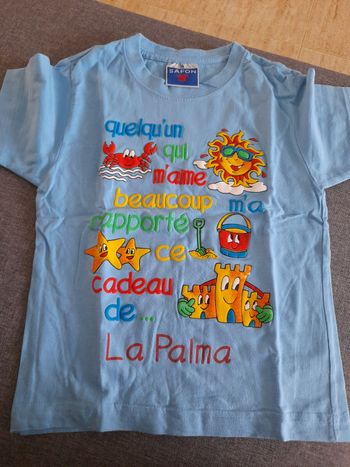 SAFON
quelqu'un
qui
m'aime
beaucoup m'a
rapporté
ce
cadeau
de...
La Palma